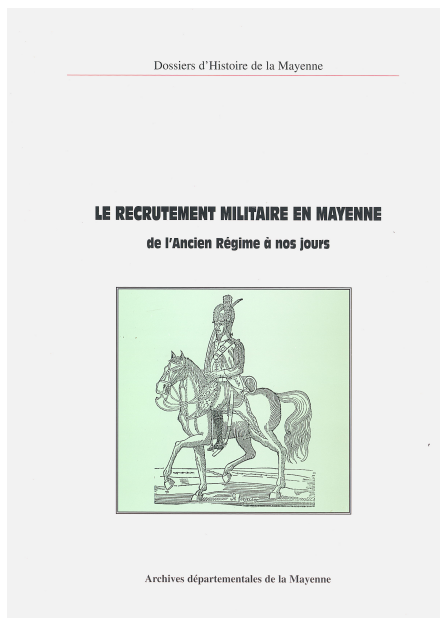 Dossiers d'Histoire de la Mayenne
LE RECRUTEMENT MILITAIRE EN MAYENNE
de l'Ancien Régime à nos jours
Archives départementales de la Mayenne